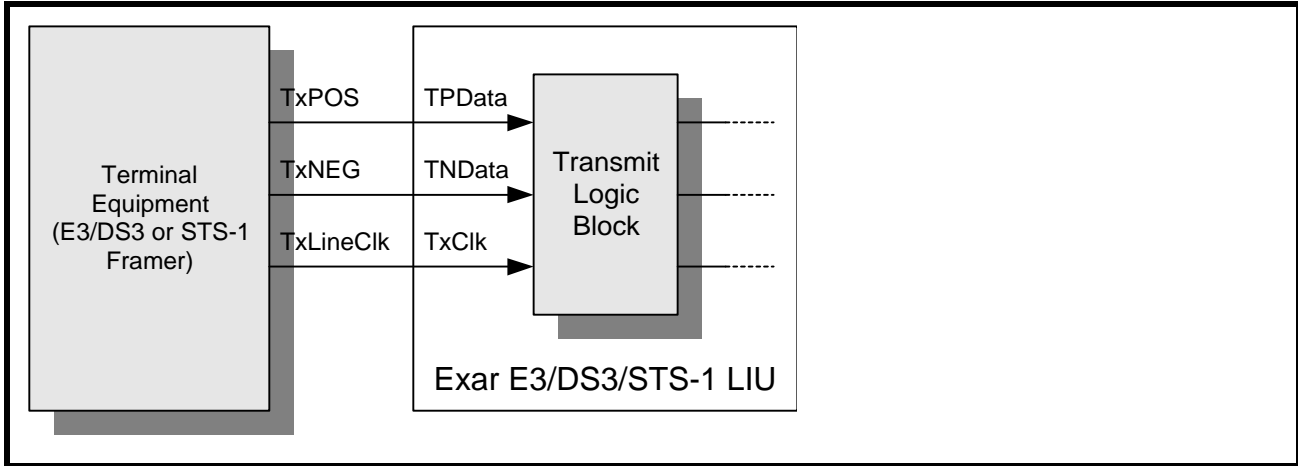 TxPOS
TPData
TxNEG
TNData
TxLineClk
TxClk
Terminal
Equipment
(E3/DS3 or STS-1
Framer)
Transmit
Logic
Block
Exar E3/DS3/STS-1 LIU